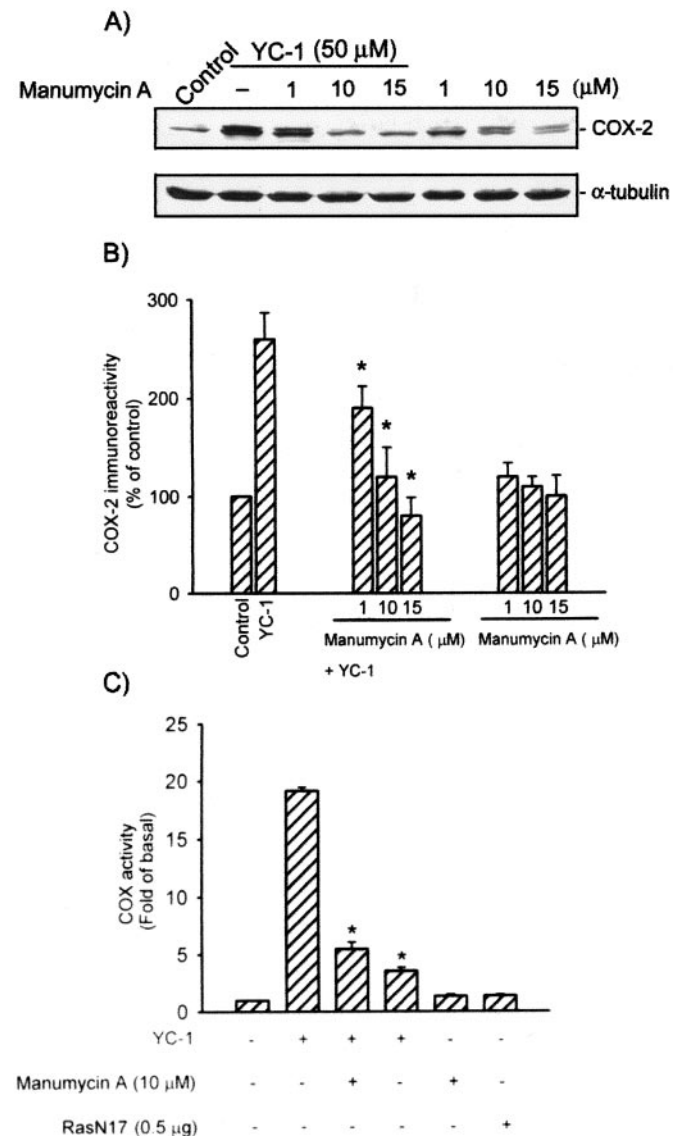 A)
YC-1 (50 μM)
Manumycin A Control – 1 10 15 1 10 15 (μM)
- COX-2
- α-tubulin
B)
COX-2 immunoreactivity
(% of control)
300
200
100
0
* * *
Control YC-1 1 10 15 1 10 15
Manumycin A ( μM) Manumycin A ( μM)
+ YC-1
C)
COX activity
(Fold of basal)
25
20
15
10
5
0
* *
YC-1 - + + + - -
Manumycin A (10 μM) - - + - + -
RasN17 (0.5 μg) - - - - - +